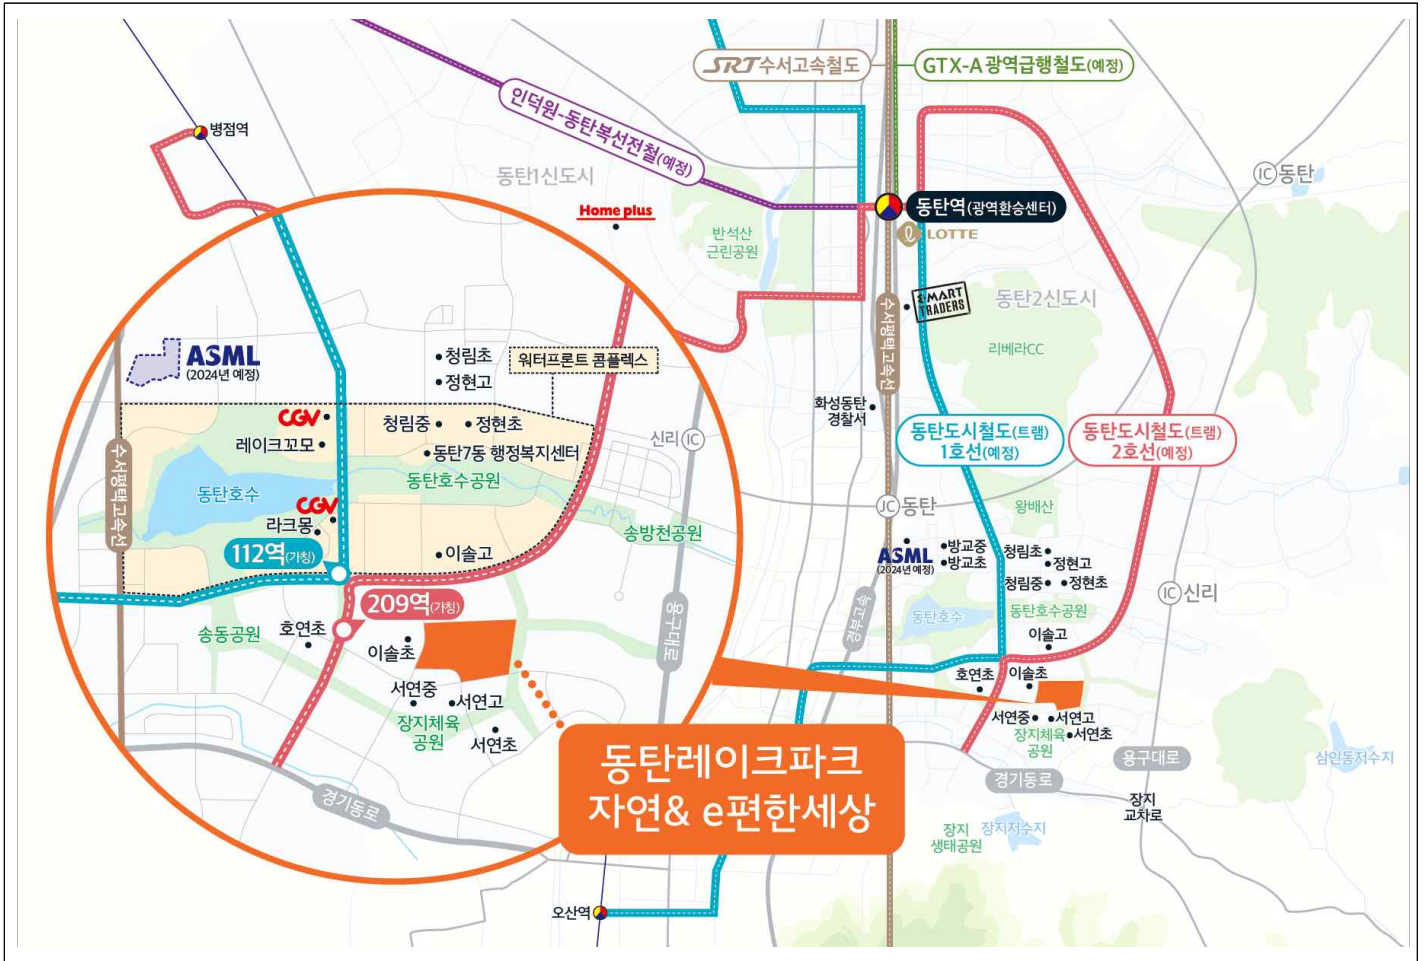 SRT 수서고속철도
GTX-A 광역급행철도(예정)
인덕원-동탄복선전철(예정)
병점역
동탄1신도시
IC 동탄
Home plus
동탄역(광역환승센터)
LOTTE
반석산
근린공원
E·MART
TRADERS
동탄2신도시
수서평택고속선
리베라CC
ASML
(2024년 예정)
청림초
정현고
워터프론트 콤플렉스
화성동탄
경찰서
동탄도시철도(트램)
1호선(예정)
동탄도시철도(트램)
2호선(예정)
CGV
레이크꼬모
청림중
정현초
동탄7동 행정복지센터
신리 IC
수서평택고속선
동탄호수
동탄호수공원
CGV
라크몽
112역(가칭)
이솔고
송방천공원
JC 동탄
왕배산
ASML
(2024년 예정)
방교중
방교초
청림초
정현고
청림중
정현초
IC 신리
209역(가칭)
송동공원
호연초
이솔초
용구대로
경부고속
동탄호수
동탄호수공원
이솔고
호연초
이솔초
서연중
서연고
장지체육
공원
서연초
서연중
서연고
장지체육
공원
서연초
경기동로
동탄레이크파크
자연& e편한세상
경기동로
용구대로
삼인동저수지
장지
교차로
장지
생태공원
장지저수지
오산역